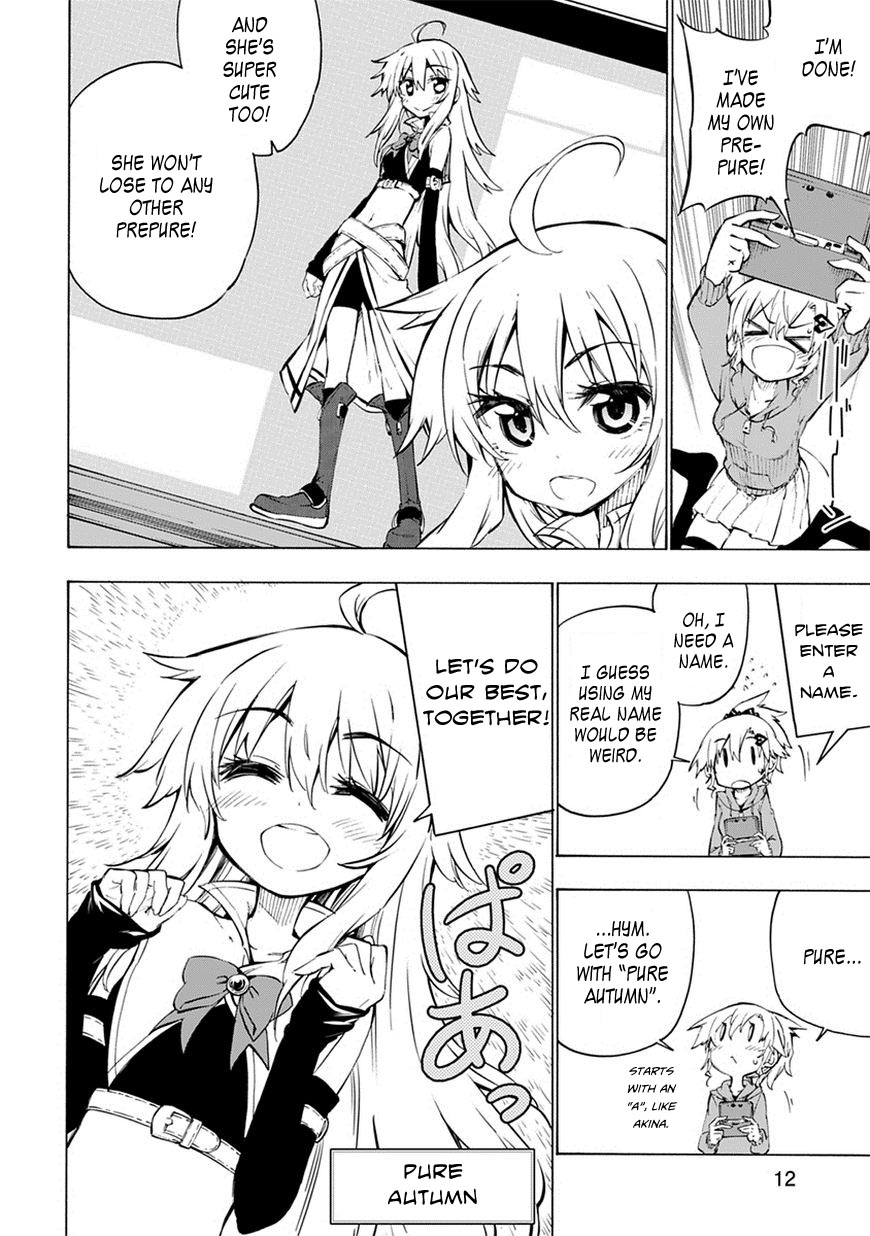 I'M
DONE!
I'VE
MADE
MY OWN
PRE-
PURE!
AND
SHE'S
SUPER
CUTE
TOO!
SHE WON'T
LOSE TO ANY
OTHER
PREPURE!
PLEASE
ENTER
A
NAME.
OH, I
NEED A
NAME.
I GUESS
USING MY
REAL NAME
WOULD BE
WEIRD.
PURE...
...HYM.
LET'S GO
WITH "PURE
AUTUMN".
STARTS
WITH AN
"A", LIKE
AKINA.
LET'S DO
OUR BEST,
TOGETHER!
ぱあっ
PURE
AUTUMN
12